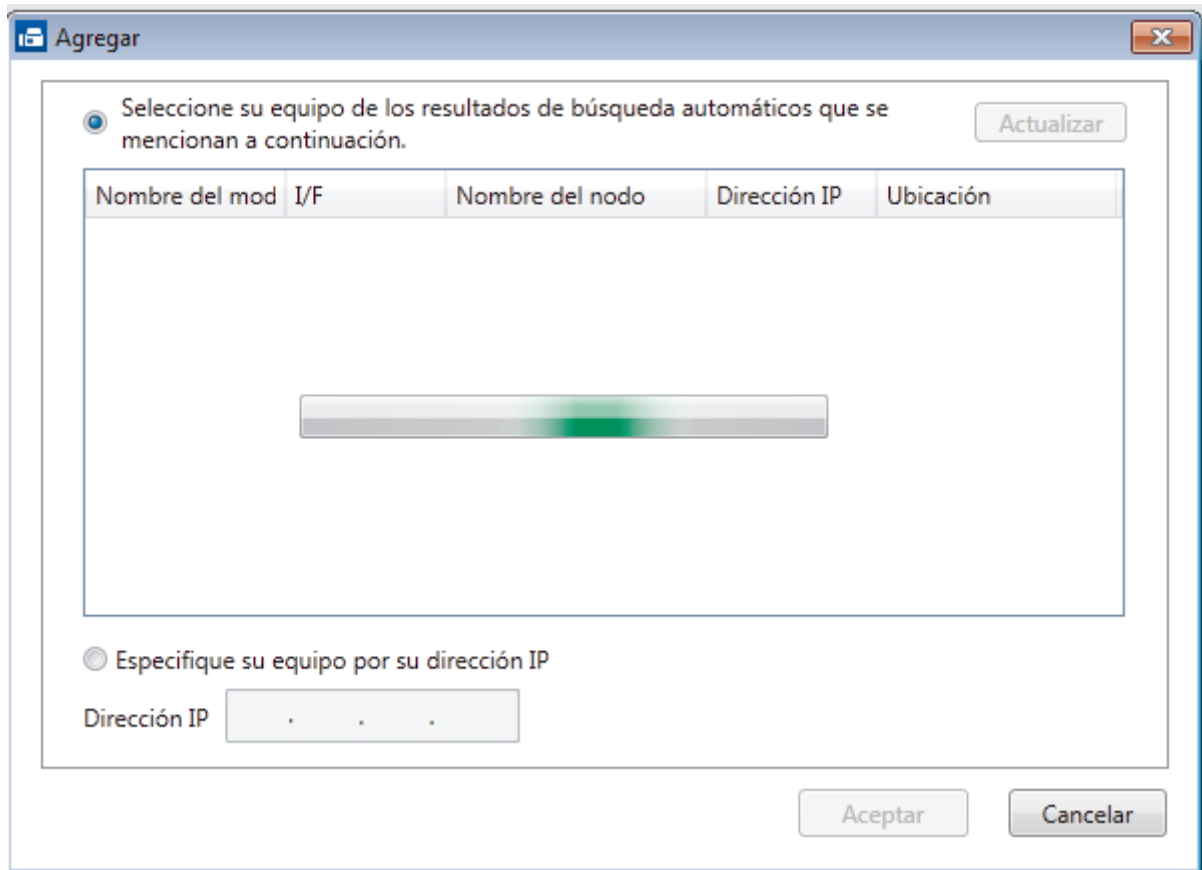 Agregar
Seleccione su equipo de los resultados de búsqueda automáticos que se
mencionan a continuación.
Actualizar
Nombre del mod I/F Nombre del nodo Dirección IP Ubicación
Especifique su equipo por su dirección IP
Dirección IP . . .
Aceptar Cancelar